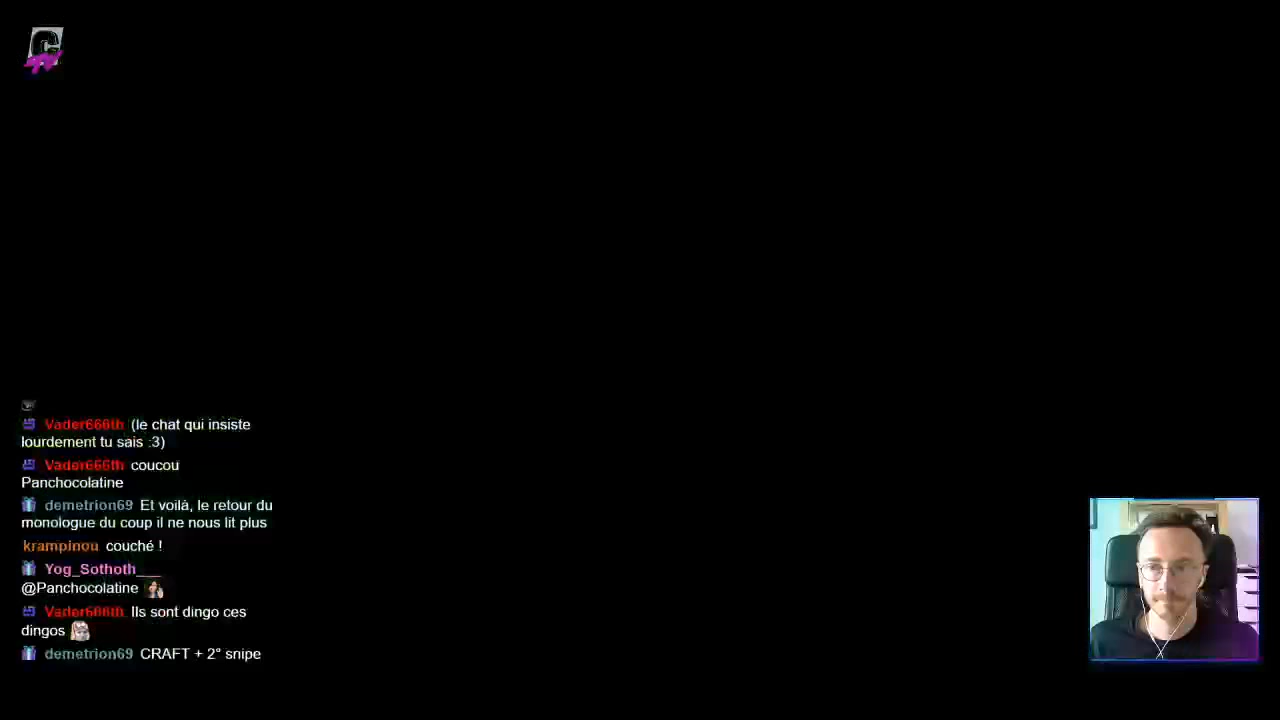 C
TV
Vader666th (le chat qui insiste
lourdement tu sais :3)
Vader666th coucou
Panchocolatine
demetrion69 Et voilà, le retour du
monologue du coup il ne nous lit plus
krampinou couché !
Yog_Sothoth___
@Panchocolatine
Vader666th Ils sont dingo ces
dingos
demetrion69 CRAFT + 2° snipe